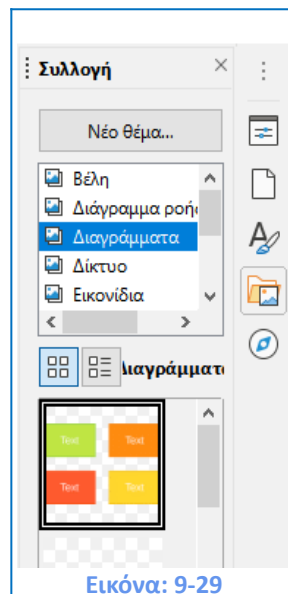 Συλλογή
Νέο θέμα...
Βέλη
Διάγραμμα ροής
Διαγράμματα
Δίκτυο
Εικονίδια
Διαγράμματα
Text Text
Text Text
Εικόνα: 9-29